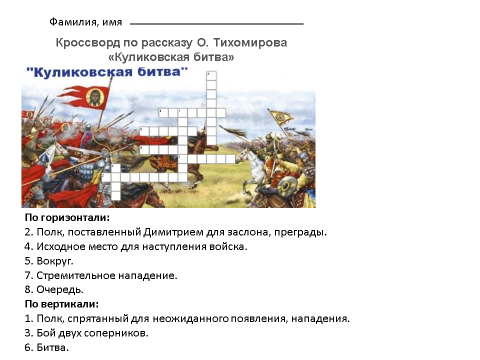 Фамилия, имя
Кроссворд по рассказу О. Тихомирова
«Куликовская битва»
"Куликовская битва"
По горизонтали:
2. Полк, поставленный Димитрием для заслона, преграды.
4. Исходное место для наступления войска.
5. Вокруг.
7. Стремительное нападение.
8. Очередь.
По вертикали:
1. Полк, спрятанный для неожиданного появления, нападения.
3. Бой двух соперников.
6. Битва.